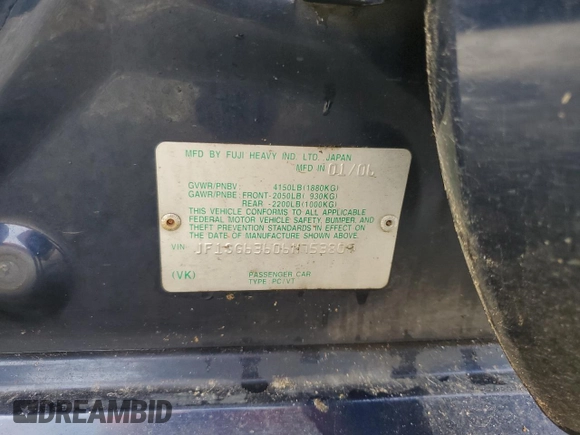 MFD BY FUJI HEAVY IND. LTD. JAPAN
MFD IN 01/06
GVWR/PNBV : 4150LB(1880KG)
GAWR/PNBE: FRONT-2050LB( 930KG)
REAR -2200LB(1000KG)
THIS VEHICLE CONFORMS TO ALL APPLICABLE
FEDERAL MOTOR VEHICLE SAFETY, BUMPER, AND
THEFT PREVENTION STANDARDS IN EFFECT ON
THE DATE OF MANUFACTURE SHOWN ABOVE.
VIN:
(VK) PASSENGER CAR
TYPE: PC/V7
DREAMBID